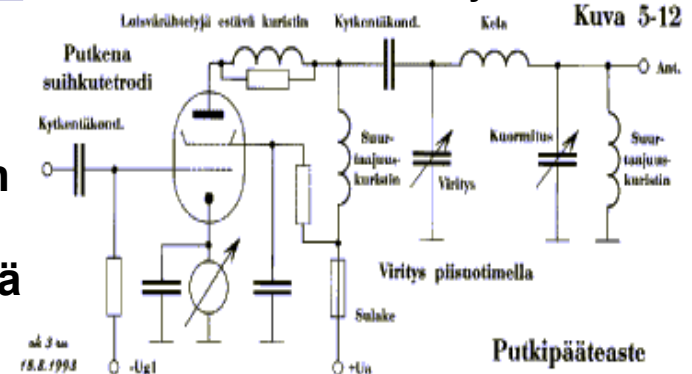 Kuva 5-12
Loisvärähtelyjä estävä kuristin
Kytkentäkond.
Kela
Putkena
suihkutetrodi
Ant.
Kytkentäkond.
Suur-
taajuus-
kuristin
Viritys
Kuormitus
Suur-
taajuus-
kuristin
n
ä
Viritys piisuotimella
Sulake
18.8.1998
-Ug1
+Ua
Putkipääteaste